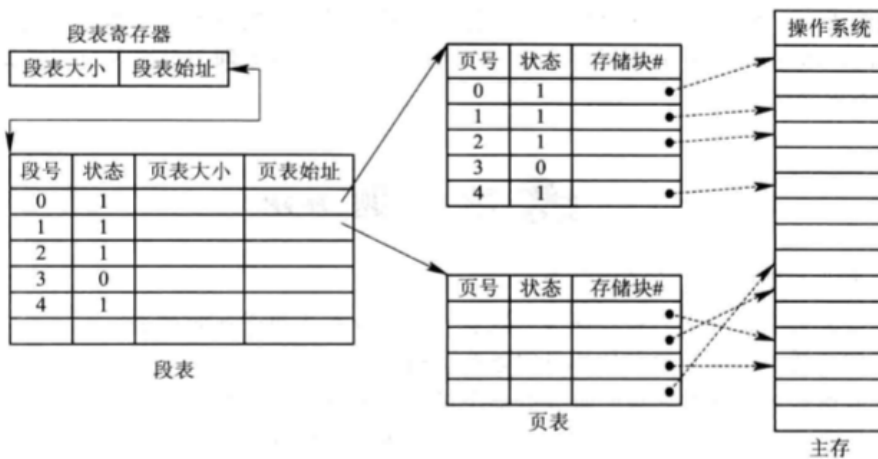 段表寄存器
段表大小 段表始址
段号 状态 页表大小 页表始址
0 1
1 1
2 1
3 0
4 1
段表
页号 状态 存储块#
0 1
1 1
2 1
3 0
4 1
页号 状态 存储块#
页表
操作系统
主存